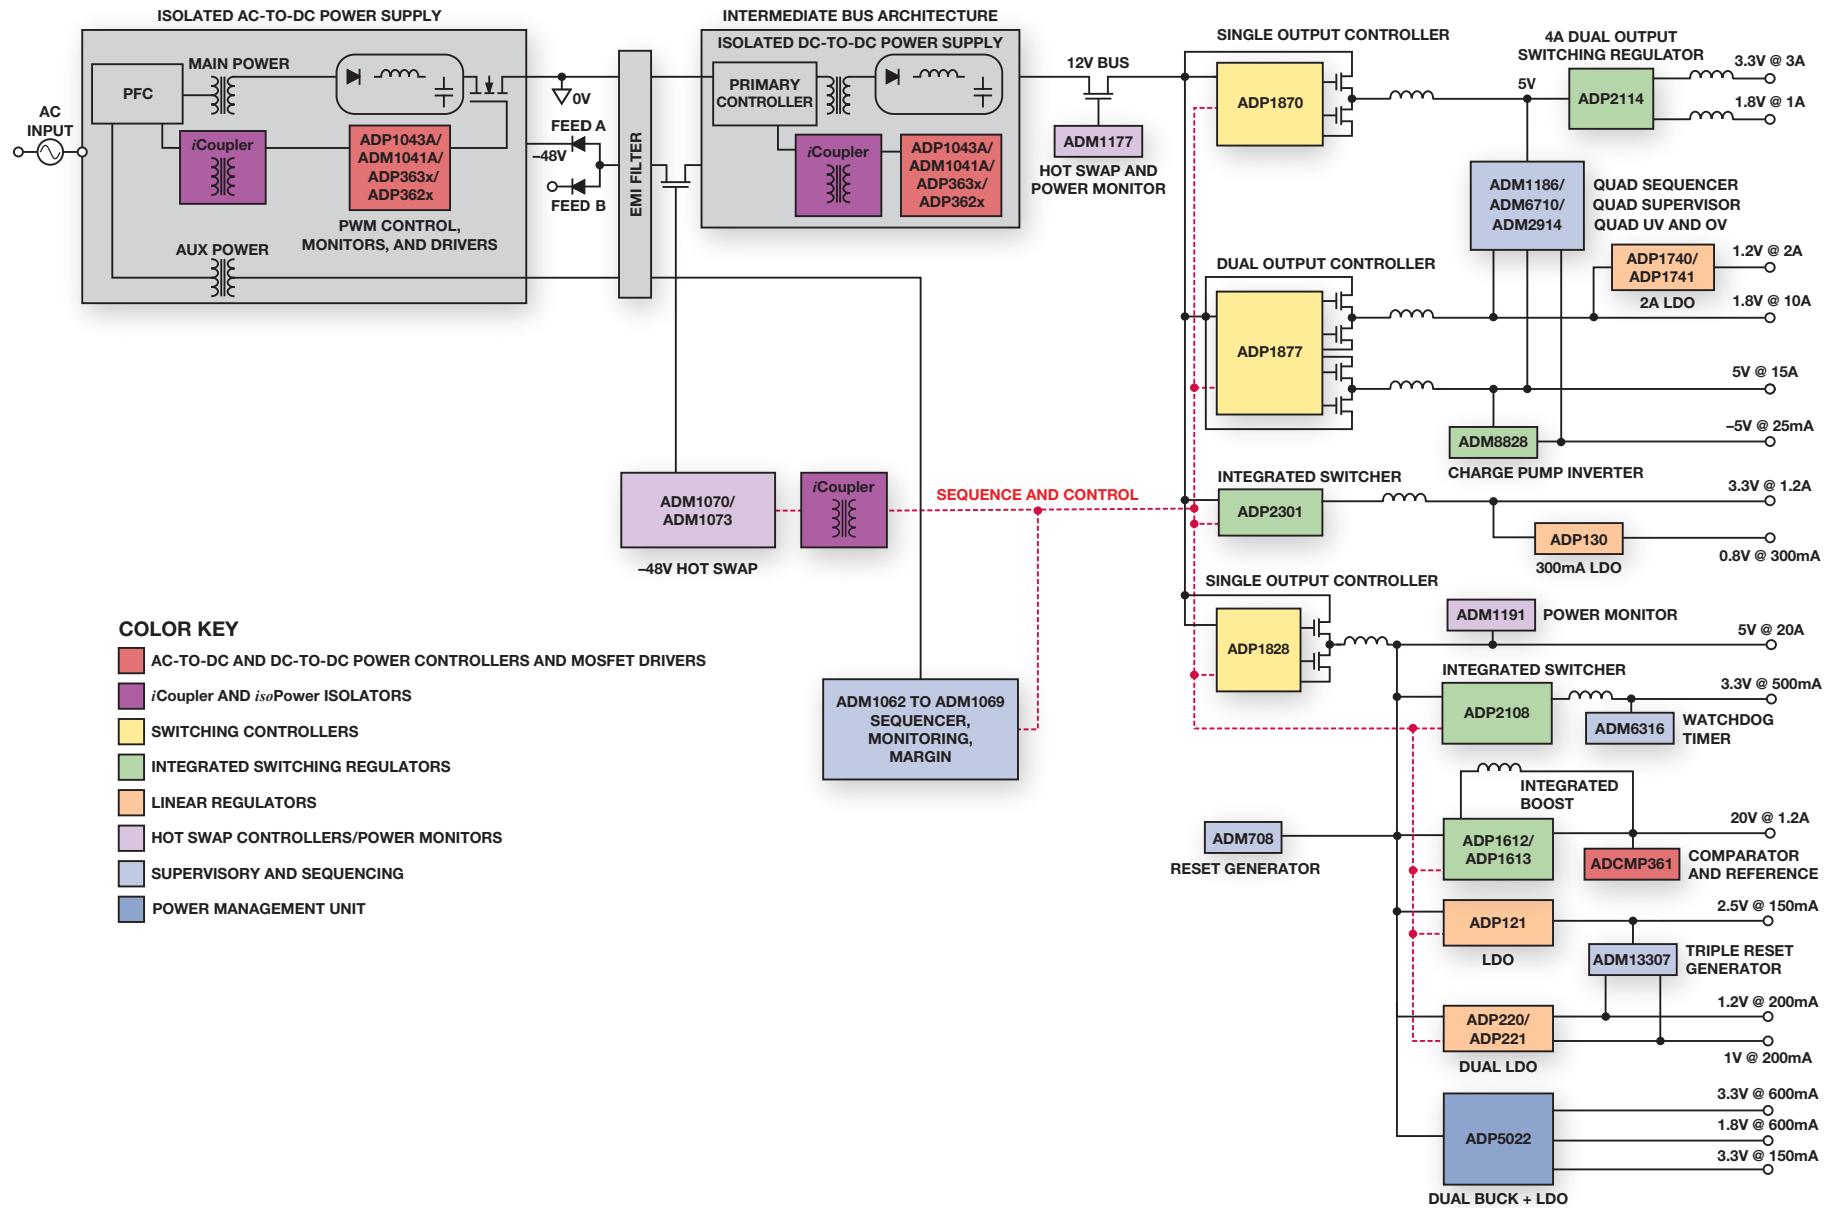 ISOLATED AC-TO-DC POWER SUPPLY
MAIN POWER
PFC
AC
INPUT
iCoupler
ADP1043A/
ADM1041A/
ADP363x/
ADP362x
PWM CONTROL,
MONITORS, AND DRIVERS
AUX POWER
0V
FEED A
–48V
FEED B
EMI FILTER
INTERMEDIATE BUS ARCHITECTURE
ISOLATED DC-TO-DC POWER SUPPLY
PRIMARY
CONTROLLER
iCoupler
ADP1043A/
ADM1041A/
ADP363x/
ADP362x
12V BUS
ADM1177
HOT SWAP AND
POWER MONITOR
SINGLE OUTPUT CONTROLLER
ADP1870
5V
4A DUAL OUTPUT
SWITCHING REGULATOR
ADP2114
3.3V @ 3A
1.8V @ 1A
ADM1186/
ADM6710/
ADM2914
QUAD SEQUENCER
QUAD SUPERVISOR
QUAD UV AND OV
DUAL OUTPUT CONTROLLER
ADP1877
ADP1740/
ADP1741
2A LDO
1.2V @ 2A
1.8V @ 10A
5V @ 15A
ADM8828
CHARGE PUMP INVERTER
–5V @ 25mA
INTEGRATED SWITCHER
ADP2301
3.3V @ 1.2A
ADP130
300mA LDO
0.8V @ 300mA
ADM1070/
ADM1073
–48V HOT SWAP
iCoupler
SEQUENCE AND CONTROL
ADM1062 TO ADM1069
SEQUENCER,
MONITORING,
MARGIN
SINGLE OUTPUT CONTROLLER
ADP1828
ADM1191
POWER MONITOR
5V @ 20A
INTEGRATED SWITCHER
ADP2108
3.3V @ 500mA
ADM6316
WATCHDOG
TIMER
INTEGRATED
BOOST
ADM708
RESET GENERATOR
ADP1612/
ADP1613
20V @ 1.2A
ADCMP361
COMPARATOR
AND REFERENCE
ADP121
LDO
2.5V @ 150mA
ADM13307
TRIPLE RESET
GENERATOR
ADP220/
ADP221
DUAL LDO
1.2V @ 200mA
1V @ 200mA
ADP5022
DUAL BUCK + LDO
3.3V @ 600mA
1.8V @ 600mA
3.3V @ 150mA
COLOR KEY
AC-TO-DC AND DC-TO-DC POWER CONTROLLERS AND MOSFET DRIVERS
iCoupler AND isoPower ISOLATORS
SWITCHING CONTROLLERS
INTEGRATED SWITCHING REGULATORS
LINEAR REGULATORS
HOT SWAP CONTROLLERS/POWER MONITORS
SUPERVISORY AND SEQUENCING
POWER MANAGEMENT UNIT